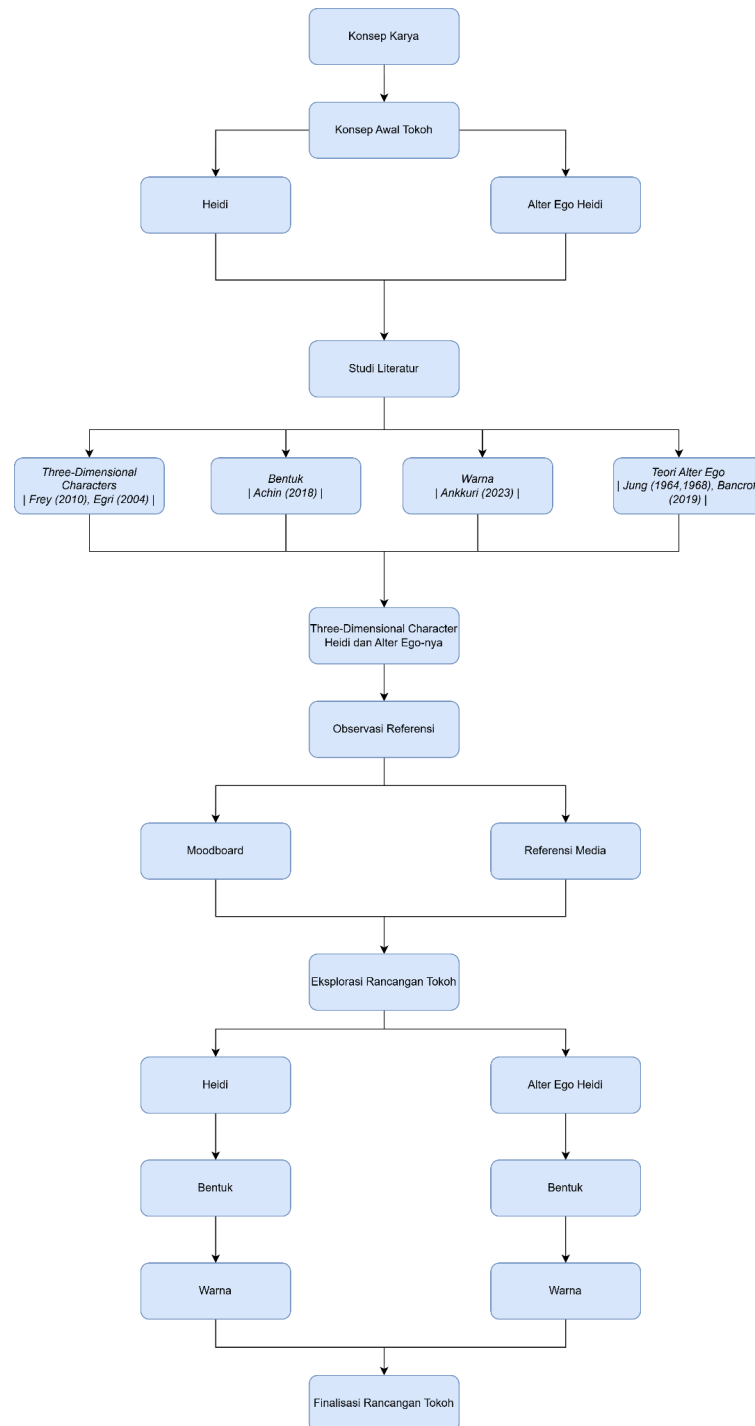 Konsep Karya
Konsep Awal Tokoh
Heidi
Alter Ego Heidi
Studi Literatur
Three-Dimensional
Characters
| Frey (2010), Egri (2004) |
Bentuk
| Achin (2018) |
Warna
| Ankkuri (2023) |
Teori Alter Ego
| Jung (1964,1968), Bancroft
(2019) |
Three-Dimensional Character
Heidi dan Alter Ego-nya
Observasi Referensi
Moodboard
Referensi Media
Eksplorasi Rancangan Tokoh
Heidi
Alter Ego Heidi
Bentuk
Bentuk
Warna
Warna
Finalisasi Rancangan Tokoh